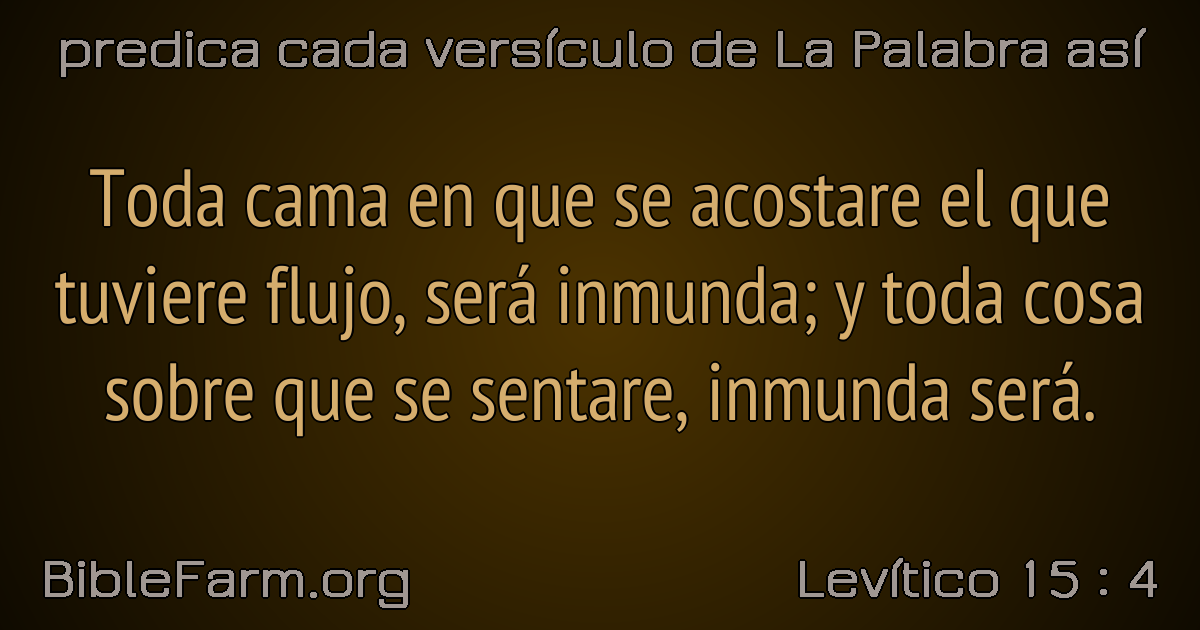 predica cada versículo de La Palabra así
Toda cama en que se acostare el que
tuviere flujo, será inmunda; y toda cosa
sobre que se sentare, inmunda será.
BibleFarm.org
Levítico 15 : 4